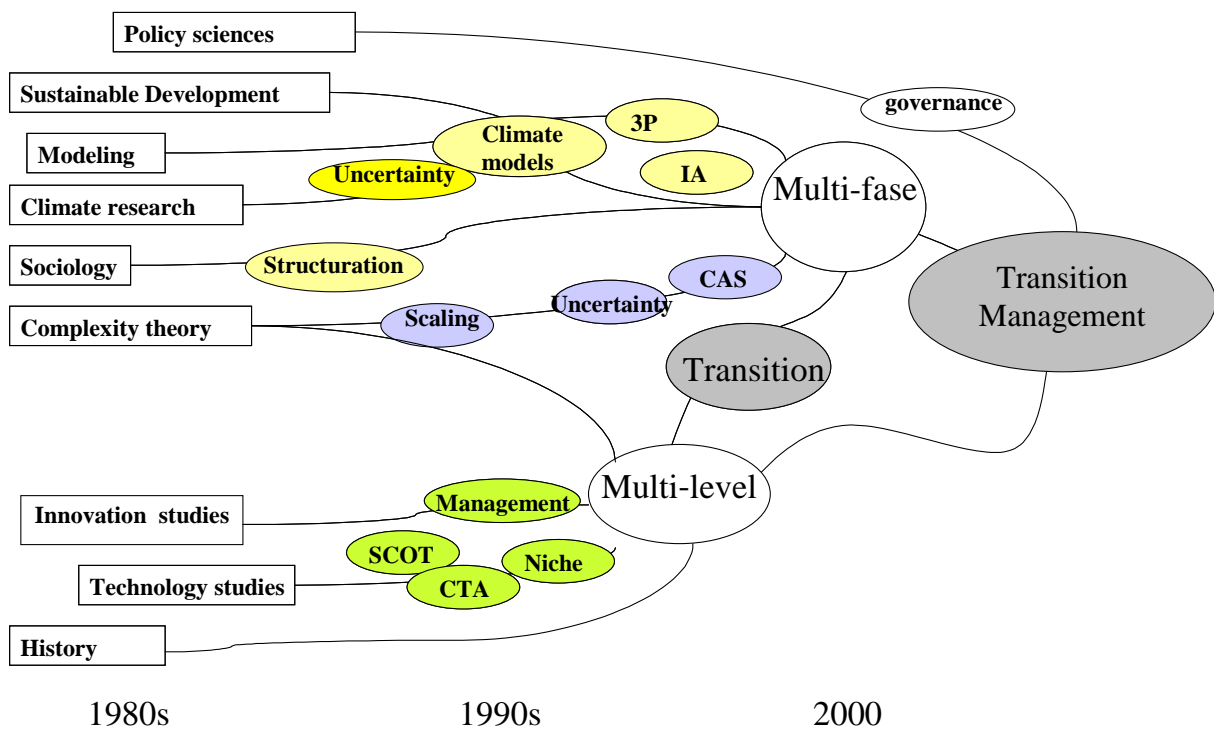 Policy sciences
Sustainable Development
governance
3P
Climate
models
Modeling
Uncertainty
IA
Multi-fase
Climate research
Sociology
Structuration
CAS
Transition
Management
Uncertainty
Scaling
Complexity theory
Transition
Multi-level
Management
Innovation studies
SCOT
Niche
CTA
Technology studies
History
1980s
1990s
2000